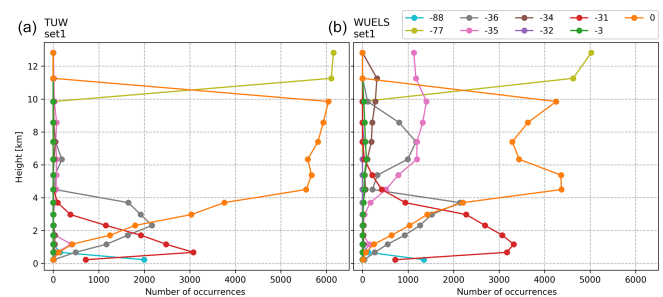 (a) TUW
set1
(b) WUELS
set1
-88 -36 -34 -31 0
-77 -35 -32 -3
Height [km]
12
10
8
6
4
2
0
0 1000 2000 3000 4000 5000 6000
0 1000 2000 3000 4000 5000 6000
Number of occurrences
Number of occurrences